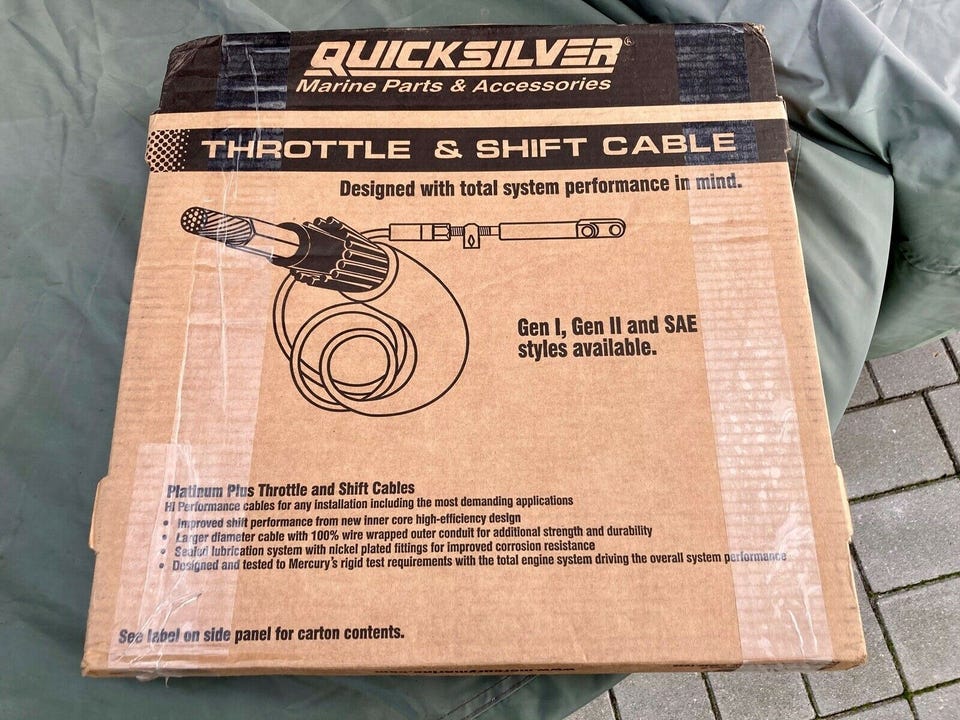 QUICKSILVER®
Marine Parts & Accessories
THROTTLE & SHIFT CABLE
Designed with total system performance in mind.
Gen I, Gen II and SAE
styles available.
Platinum Plus Throttle and Shift Cables
Hi Performance cables for any installation including the most demanding applications
• Improved shift performance from new inner core high-efficiency design
• Larger diameter cable with 100% wire wrapped outer conduit for additional strength and durability
• Sealed lubrication system with nickel plated fittings for improved corrosion resistance
• Designed and tested to Mercury's rigid test requirements with the total engine system driving the overall system performance
See label on side panel for carton contents.
www.mercurymarine.com